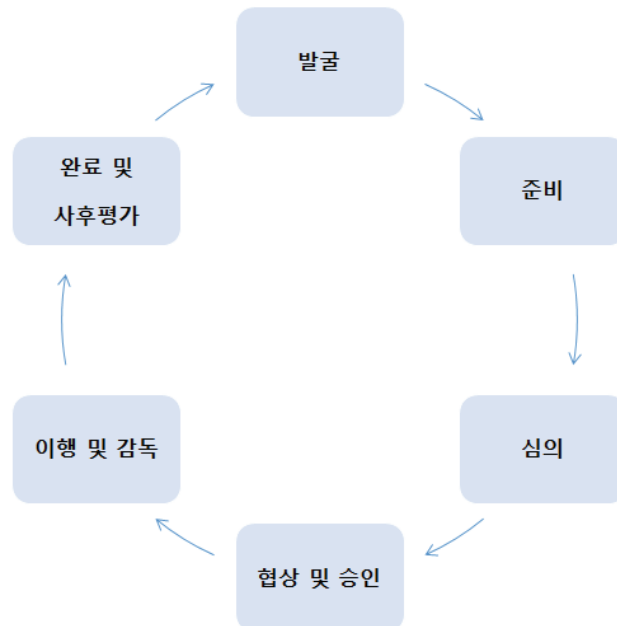 발굴
준비
심의
협상 및 승인
이행 및 감독
완료 및
사후평가